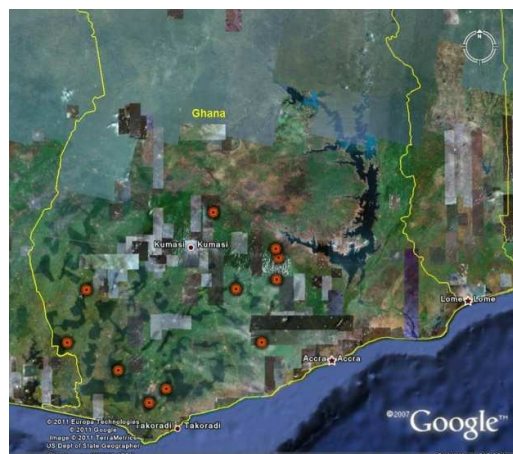 N
Ghana
Kumasi Kumasi
Lome Lome
Accra Accra
©2007 Google™
© 2011 Europa Technologies
© 2011 Google
Image © 2011 TerraMetrics
US Dept of State Geographer
Takoradi Takoradi